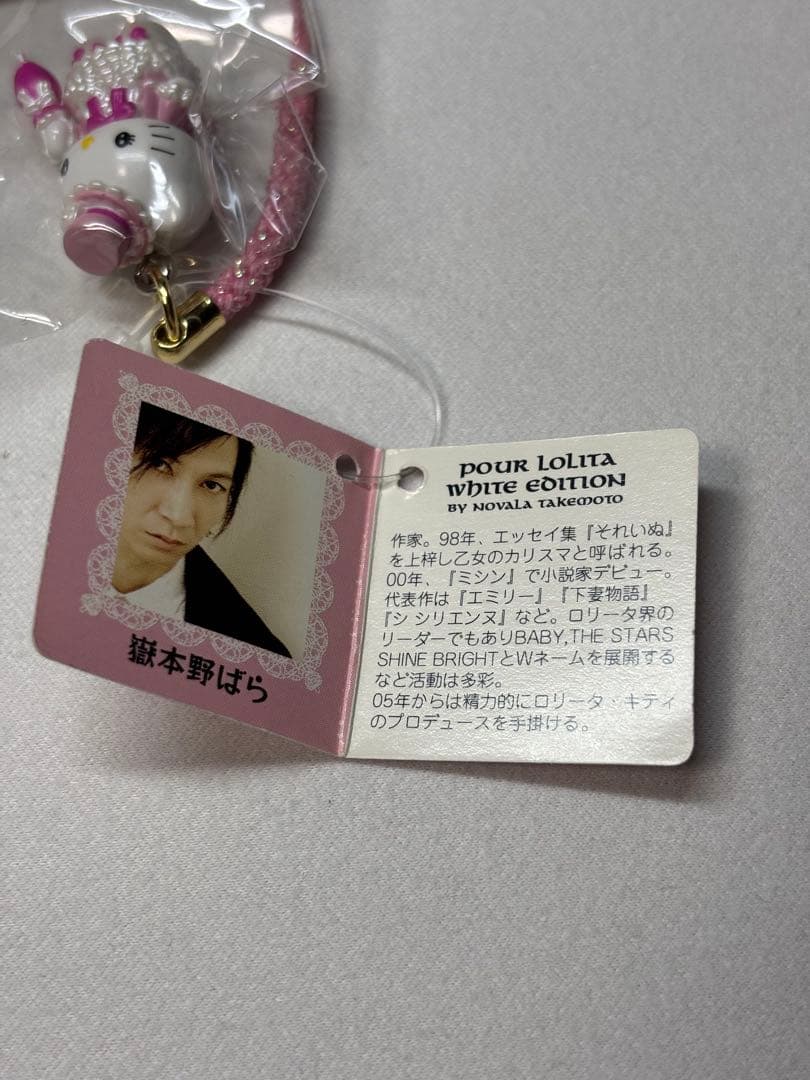 嶽本野ばら
POUR LOLITA
WHITE EDITION
BY NOVALA TAKEMOTO
作家。98年、エッセイ集『それいぬ』
を上梓し乙女のカリスマと呼ばれる。
00年、『ミシン』で小説家デビュー。
代表作は『エミリー』『下妻物語』
『シシリエンヌ』など。ロリータ界の
リーダーでもありBABY,THE STARS
SHINE BRIGHTとWネームを展開する
など活動は多彩。
05年からは精力的にロリータ・キティ
のプロデュースを手掛ける。